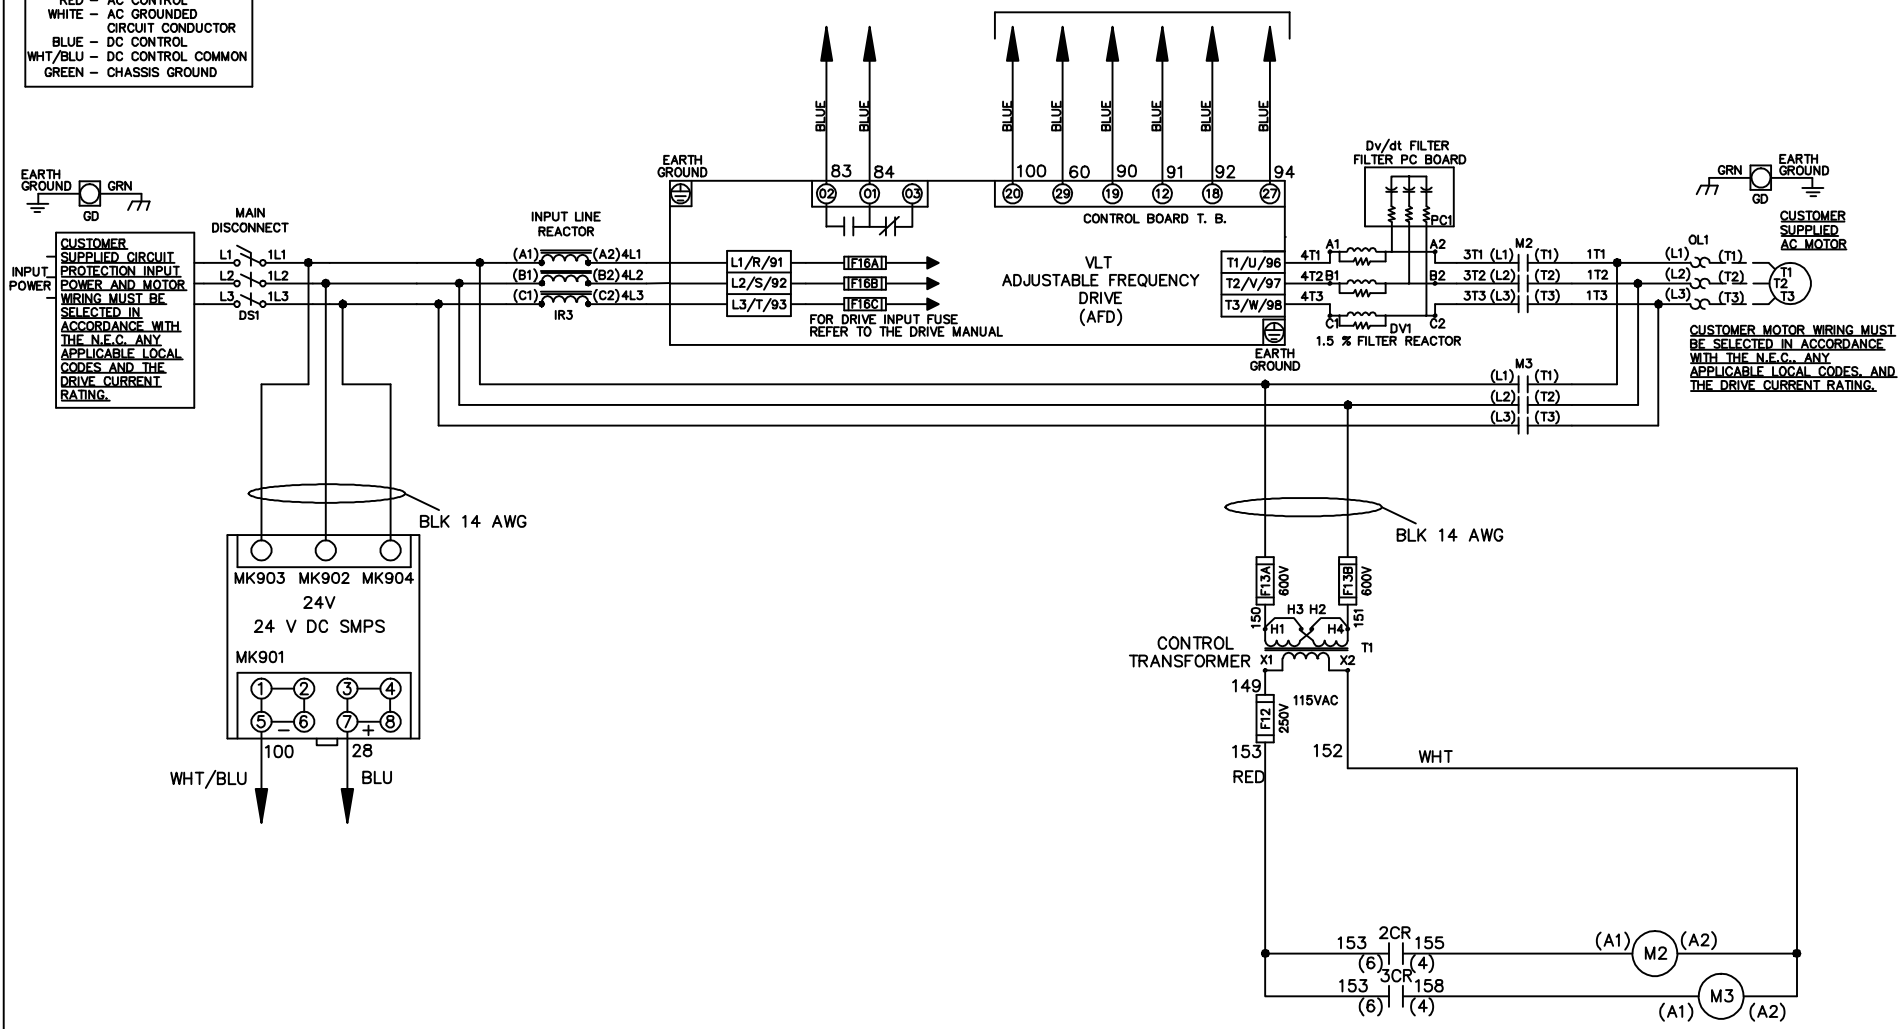 RED – AC CONTROL
WHITE – AC GROUNDED
CIRCUIT CONDUCTOR
BLUE – DC CONTROL
WHT/BLU – DC CONTROL COMMON
GREEN – CHASSIS GROUND
BLUE
BLUE
BLUE
BLUE
BLUE
BLUE
BLUE
BLUE
EARTH
GROUND
GRN
GD
MAIN
DISCONNECT
L1 1L1
L2 1L2
L3 1L3
DS1
INPUT
POWER
CUSTOMER
SUPPLIED CIRCUIT
PROTECTION INPUT
POWER AND MOTOR
WIRING MUST BE
SELECTED IN
ACCORDANCE WITH
THE N.E.C. ANY
APPLICABLE LOCAL
CODES AND THE
DRIVE CURRENT
RATING.
INPUT LINE
REACTOR
(A1) (A2) 4L1
(B1) (B2) 4L2
(C1) (C2) 4L3
IR3
EARTH
GROUND
83 84
02 01 03
100 60 90 91 92 94
20 29 19 12 18 27
CONTROL BOARD T. B.
L1/R/91 F16A
L2/S/92 F16B
L3/T/93 F16C
FOR DRIVE INPUT FUSE
REFER TO THE DRIVE MANUAL
VLT
ADJUSTABLE FREQUENCY
DRIVE
(AFD)
T1/U/96 4T1
T2/V/97 4T2
T3/W/98 4T3
EARTH
GROUND
Dv/dt FILTER
FILTER PC BOARD
PC1
A1 A2
B1 B2
C1 C2
DV1
1.5 % FILTER REACTOR
M2
3T1 (L1) (T1) 1T1
3T2 (L2) (T2) 1T2
3T3 (L3) (T3) 1T3
M3
(L1) (T1)
(L2) (T2)
(L3) (T3)
OL1
(L1) (T1)
(L2) (T2)
(L3) (T3)
T1
T2
T3
GRN
GD
EARTH
GROUND
CUSTOMER
SUPPLIED
AC MOTOR
CUSTOMER MOTOR WIRING MUST
BE SELECTED IN ACCORDANCE
WITH THE N.E.C., ANY
APPLICABLE LOCAL CODES, AND
THE DRIVE CURRENT RATING.
BLK 14 AWG
MK903 MK902 MK904
24V
24 V DC SMPS
MK901
1 2 3 4
5 6 7 8
– +
100 28
WHT/BLU BLU
BLK 14 AWG
F13A 600V
F13B 600V
150 151
H3 H2
H1 H4
T1
CONTROL
TRANSFORMER
X1 X2
149
115VAC
F12 250V
153 152
RED
WHT
2CR
153 155
(6) (4)
(A1) M2 (A2)
3CR
153 158
(6) (4)
(A1) M3 (A2)